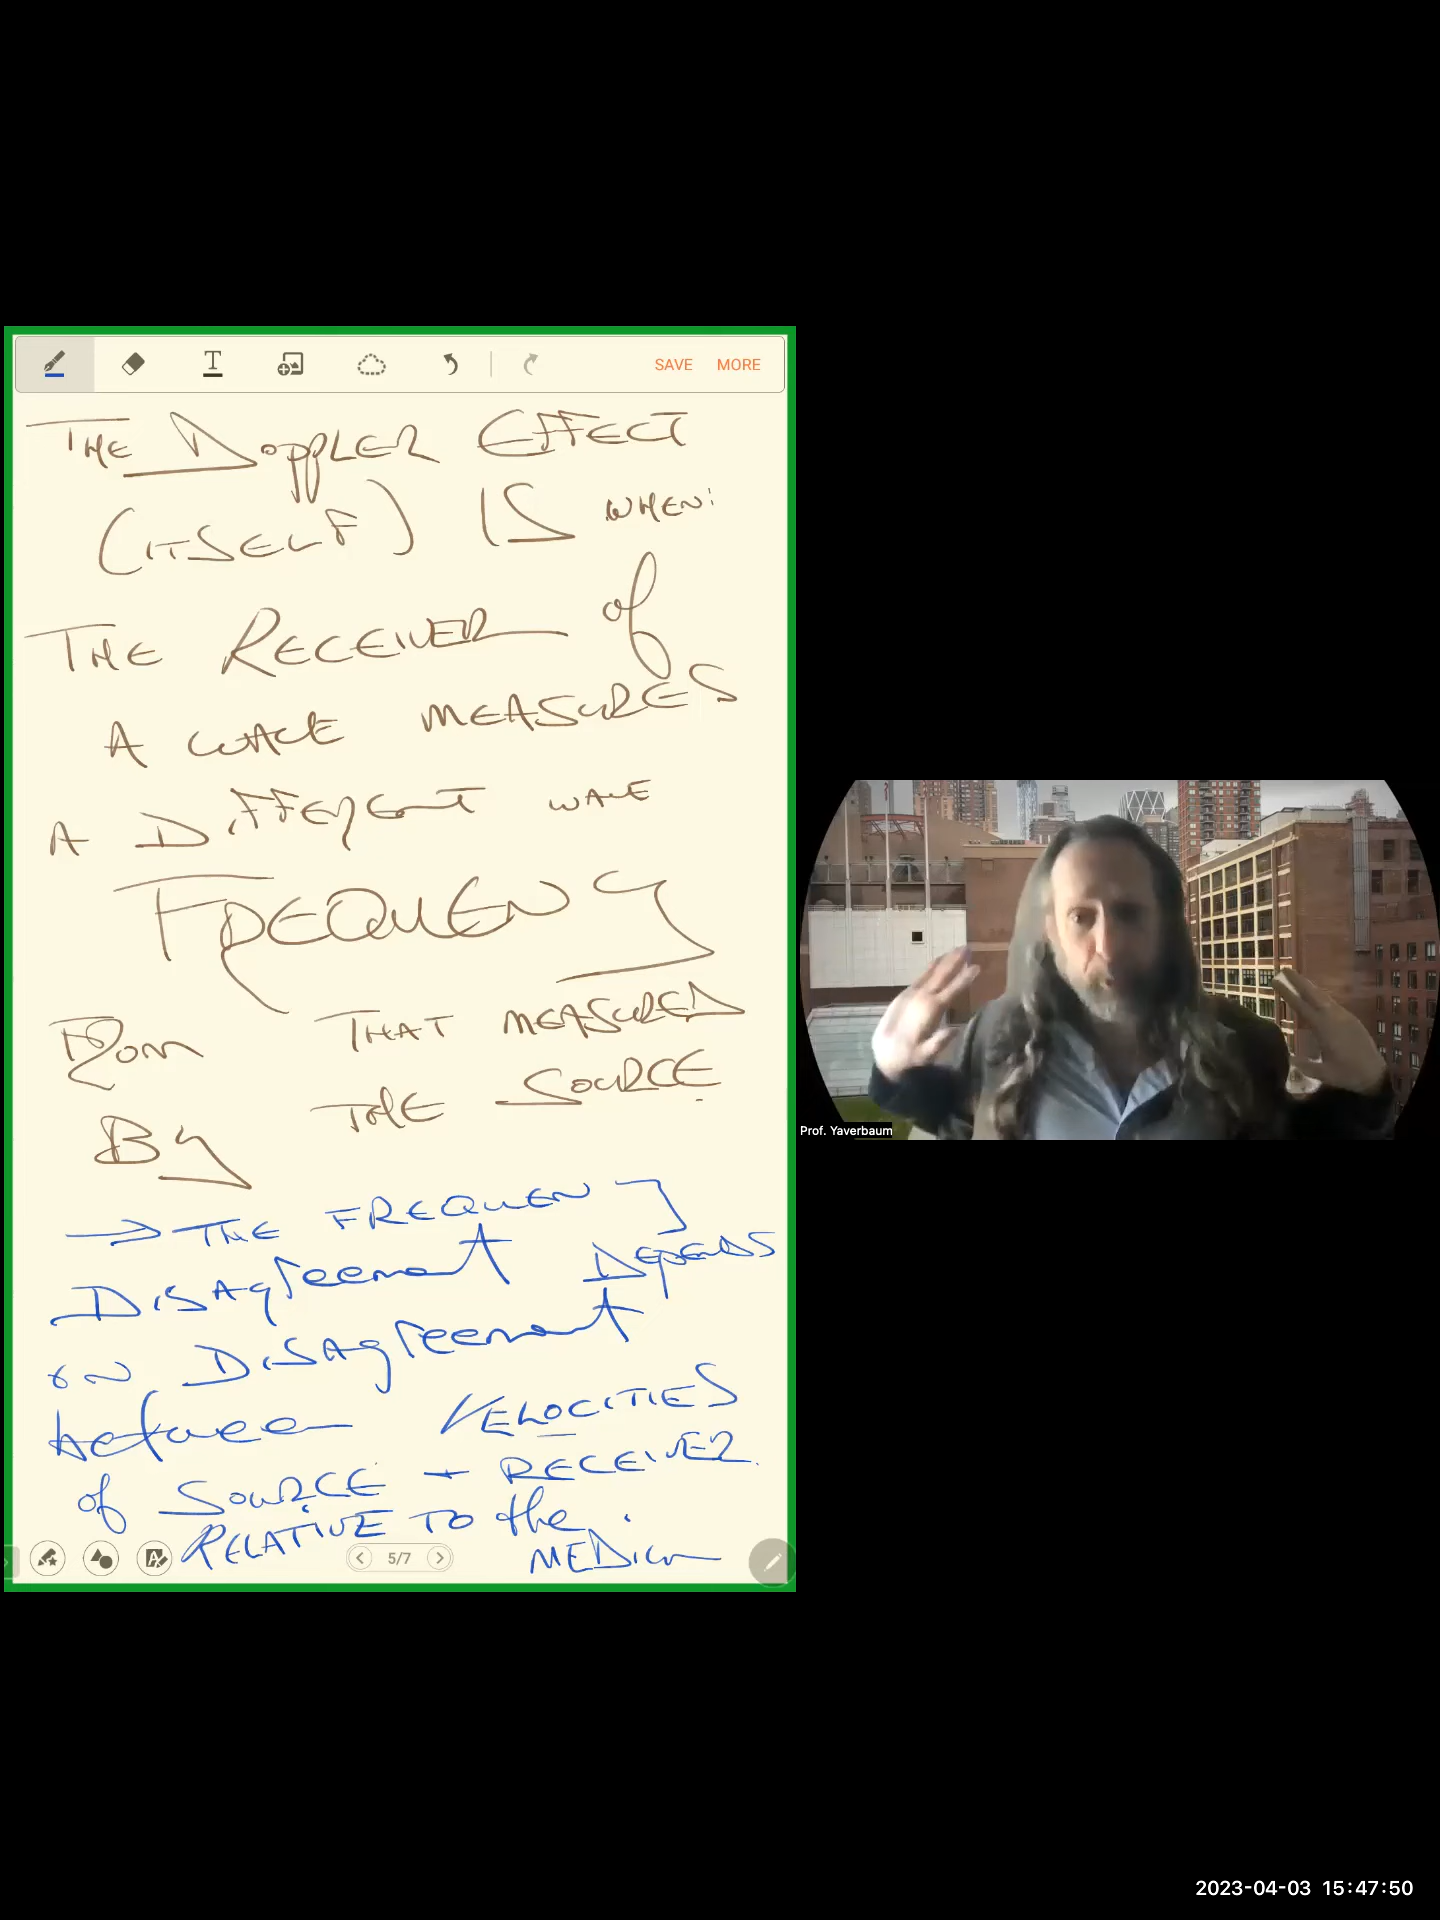 SAVE MORE
THE DOPPLER EFFECT
(ITSELF) IS WHEN:
THE RECEIVER of
A WAVE MEASURES
A DIFFERENT WAVE
FREQUENCY
FROM THAT MEASURED
By THE SOURCE
→ THE FREQUENCY
DISAgreement DEPENDS
ON DISAgreement
between VELOCITIES
of SOURCE + RECEIVER
RELATIVE TO the
MEDIUM
5/7
Prof. Yaverbaum
2023-04-03 15:47:50